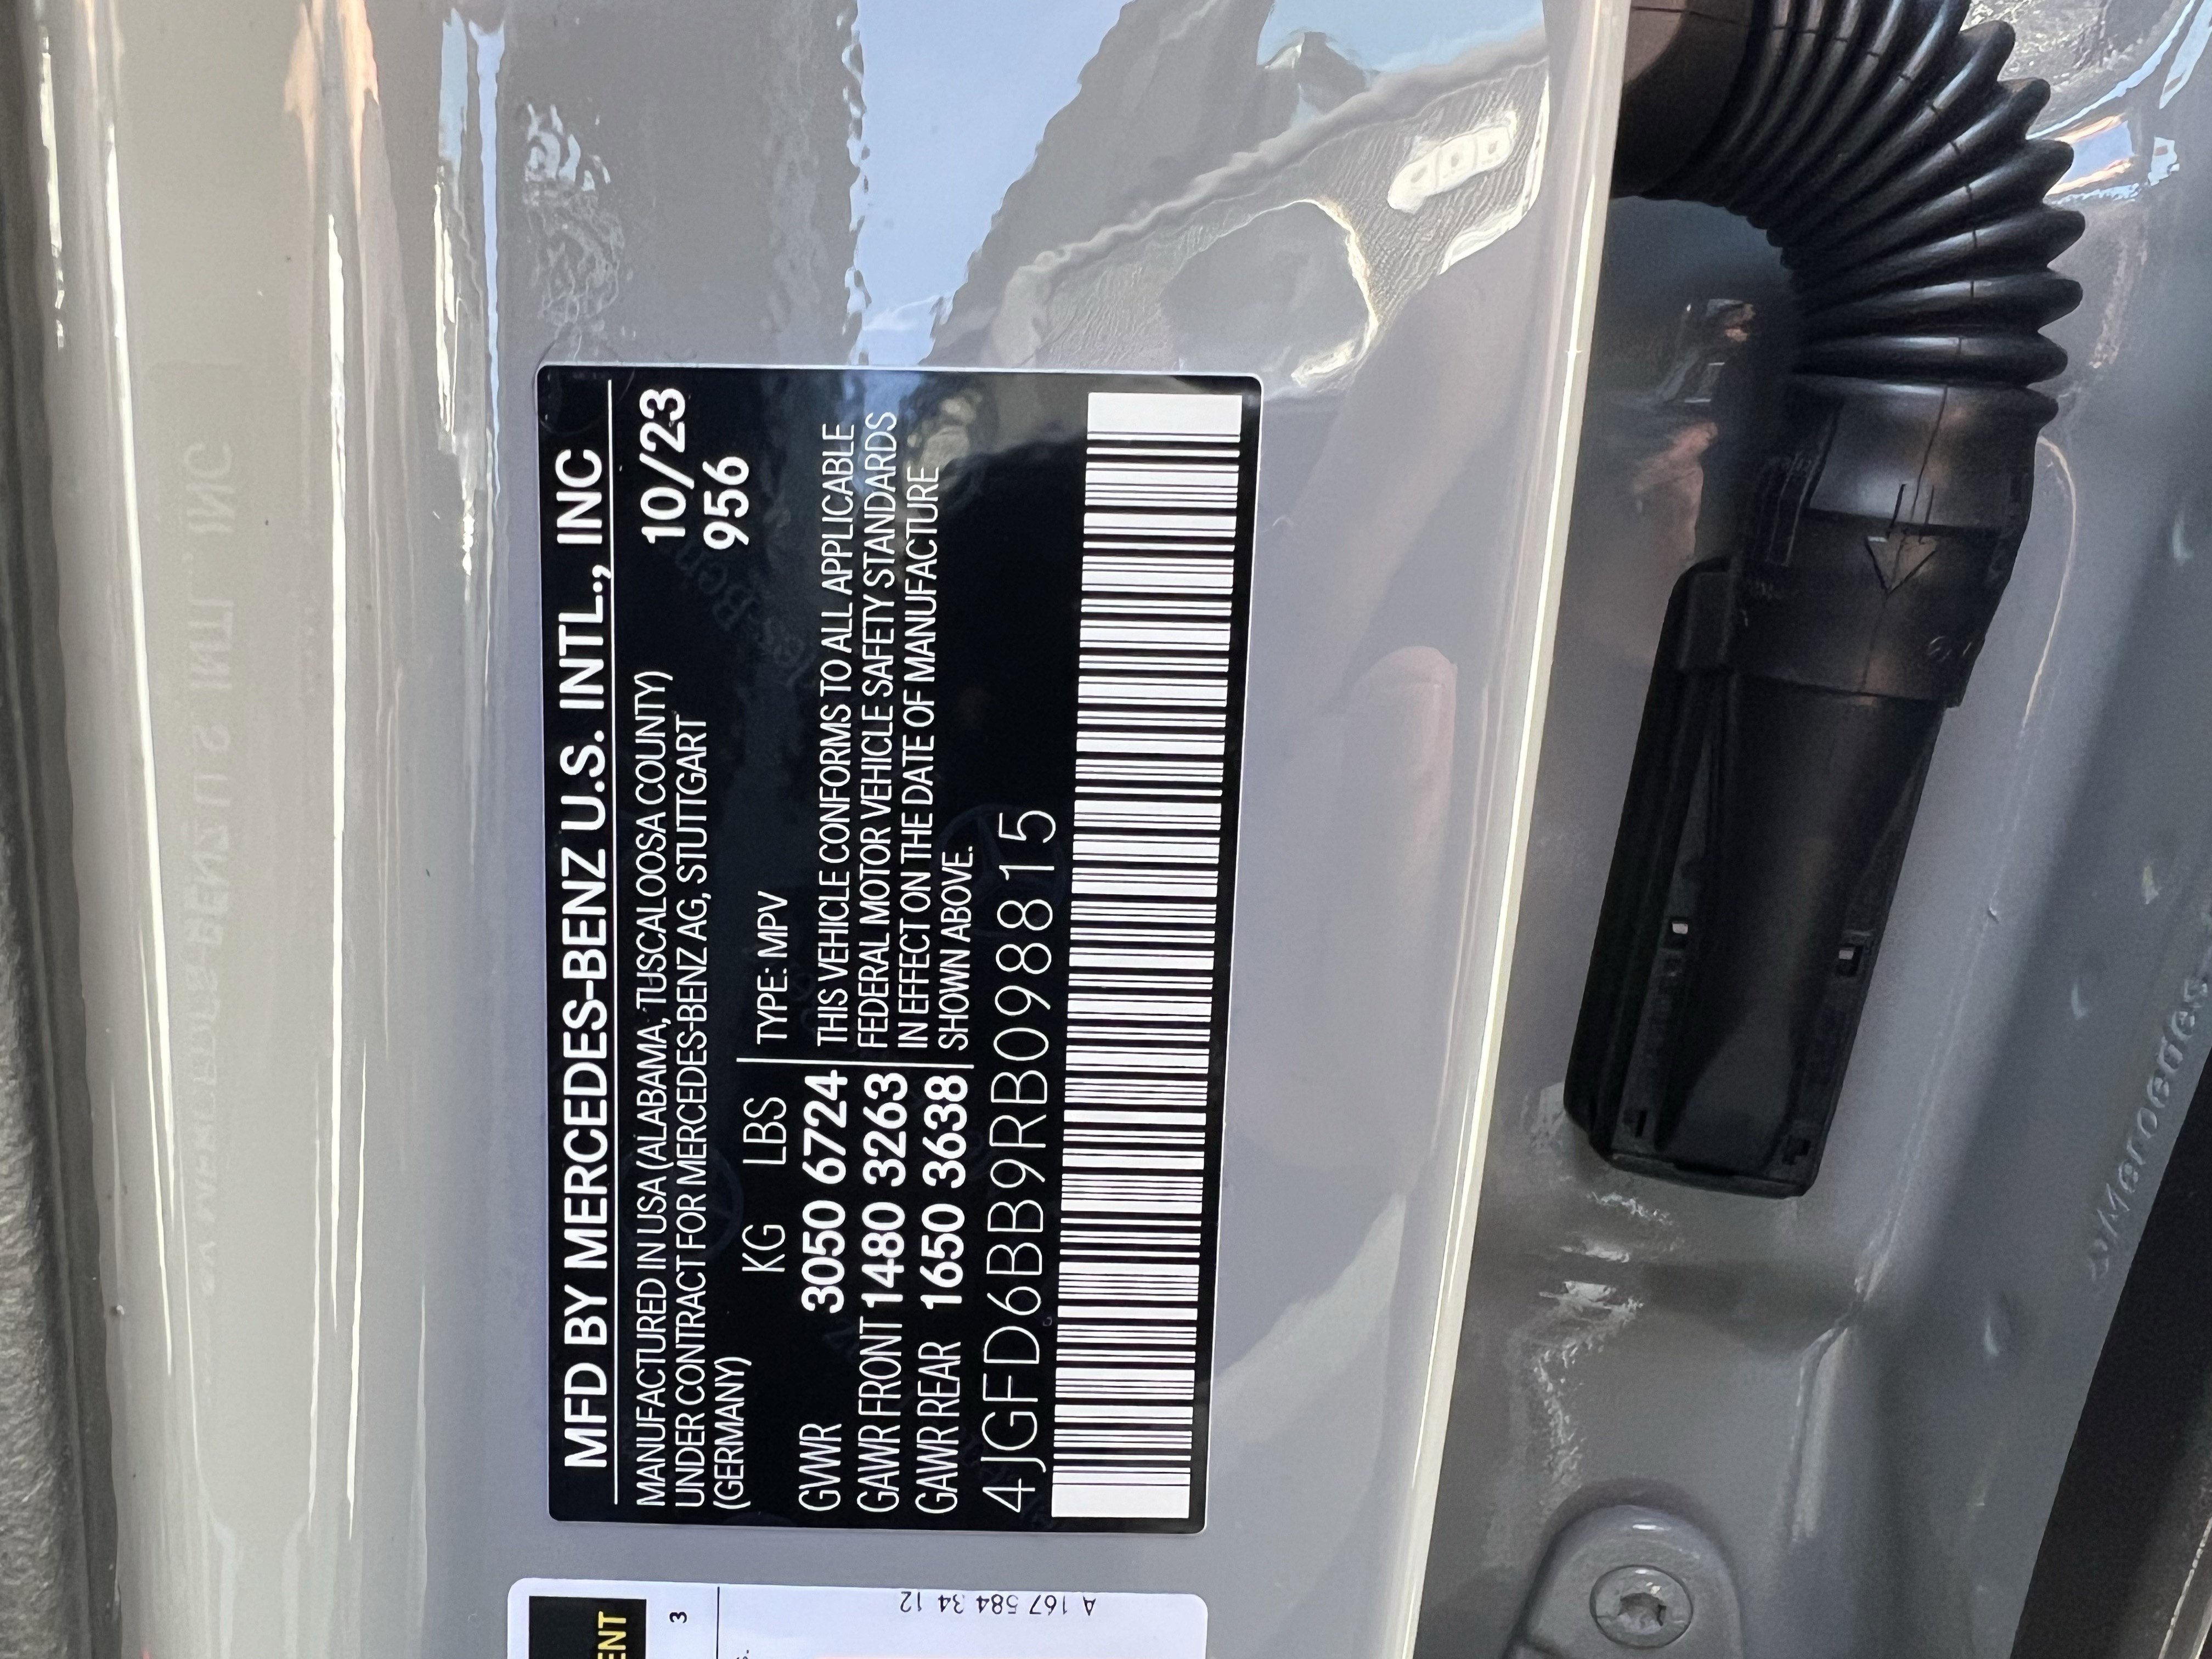 MFD BY MERCEDES-BENZ U.S. INTL., INC
MANUFACTURED IN USA (ALABAMA, TUSCALOOSA COUNTY) 10/23
UNDER CONTRACT FOR MERCEDES-BENZ AG, STUTTGART 956
(GERMANY)
KG LBS TYPE: MPV
GVWR 3050 6724 THIS VEHICLE CONFORMS TO ALL APPLICABLE
GAWR FRONT 1480 3263 FEDERAL MOTOR VEHICLE SAFETY STANDARDS
GAWR REAR 1650 3638 IN EFFECT ON THE DATE OF MANUFACTURE
SHOWN ABOVE.
4JGFD6BB9RB098815
3
A 167 584 34 12